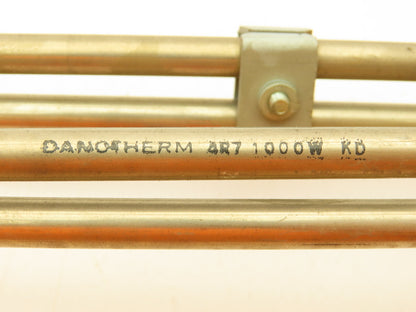 DANOTHERM 4R7 1000W KD